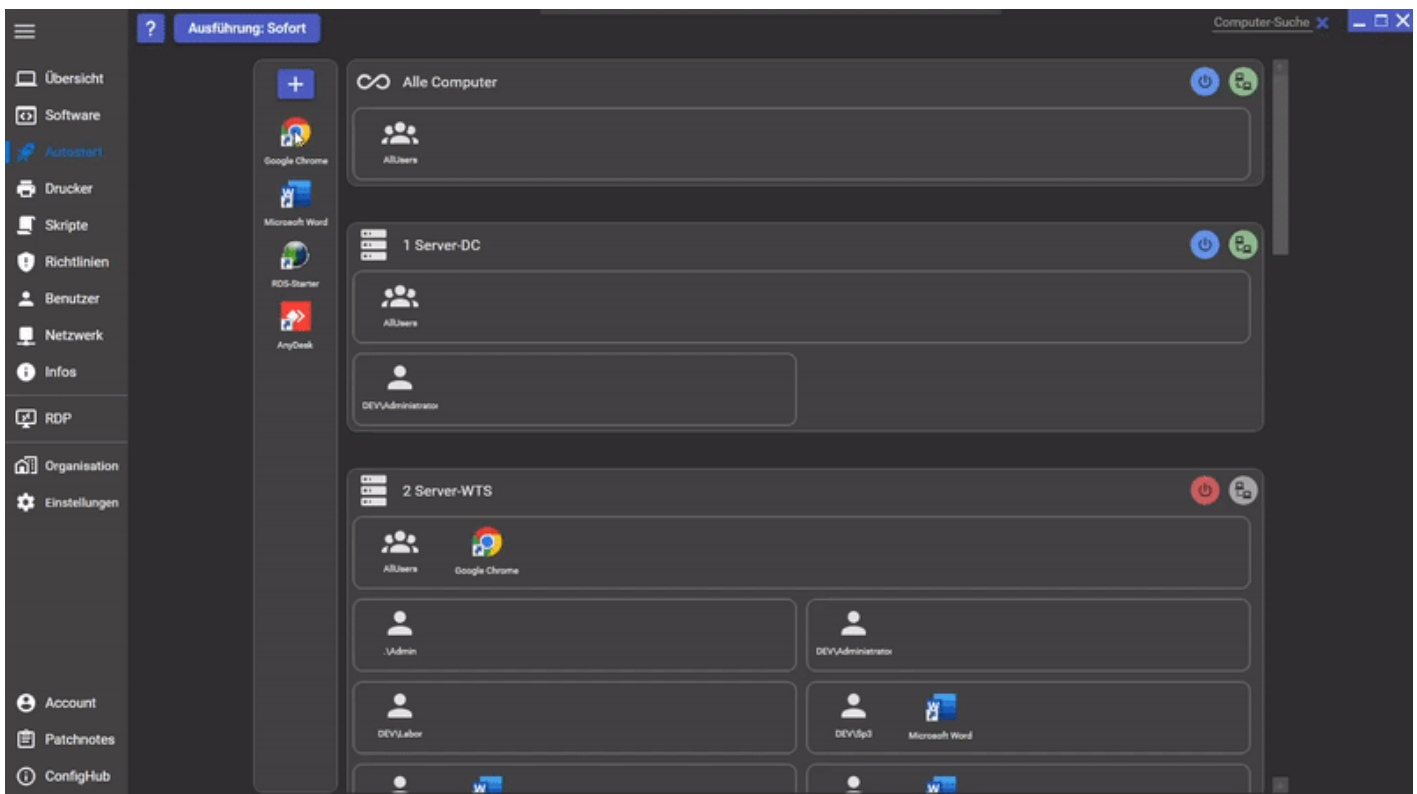 ? Ausführung: Sofort
Computer-Suche
Übersicht
Software
Autostart
Drucker
Skripte
Richtlinien
Benutzer
Netzwerk
Infos
RDP
Organisation
Einstellungen
Account
Patchnotes
ConfigHub
+
Google Chrome
Microsoft Word
RDS-Starter
AnyDesk
Alle Computer
AllUsers
1 Server-DC
AllUsers
DEV\Administrator
2 Server-WTS
AllUsers
Google Chrome
.\Admin
DEV\Administrator
DEV\Labor
DEV\Sp3
Microsoft Word